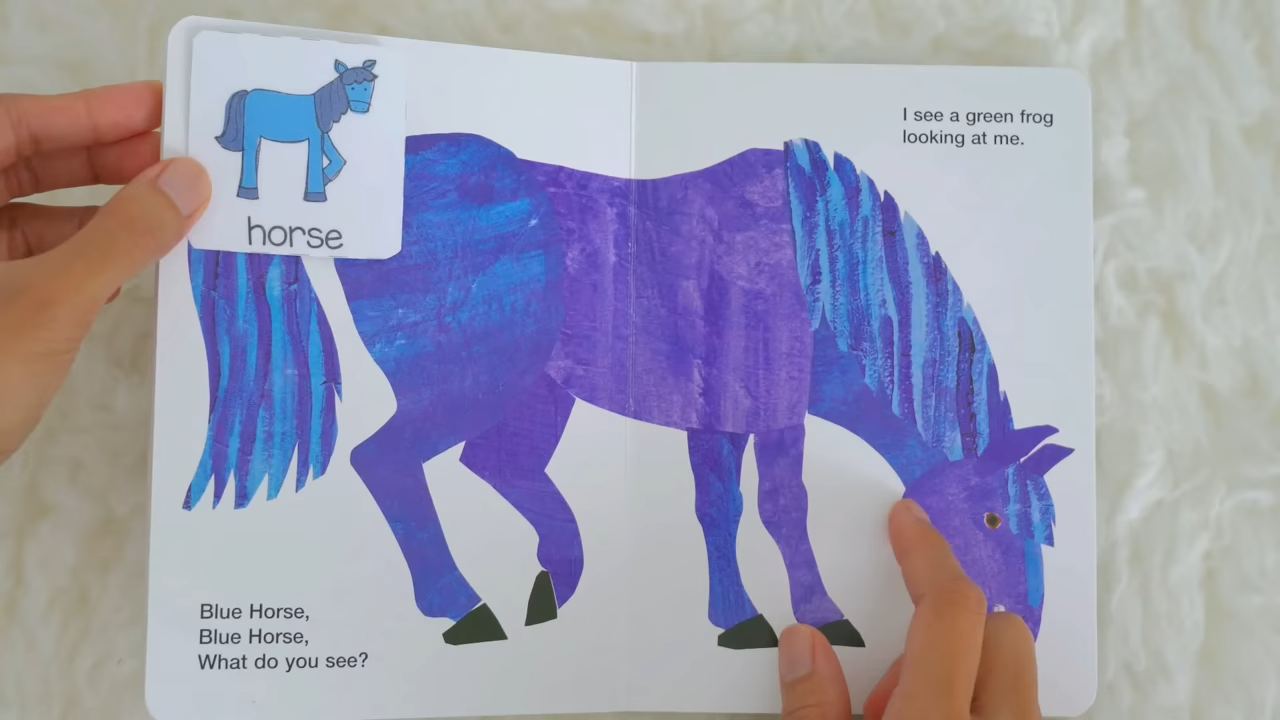 horse
Blue Horse,
Blue Horse,
What do you see?
I see a green frog
looking at me.